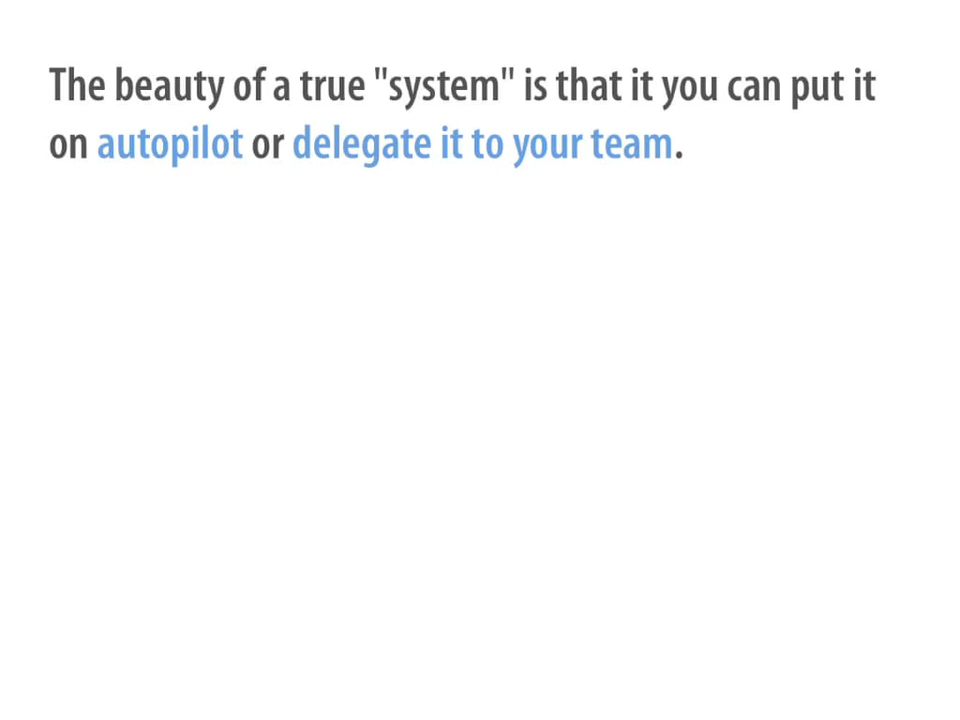 The beauty of a true "system" is that it you can put it
on autopilot or delegate it to your team.